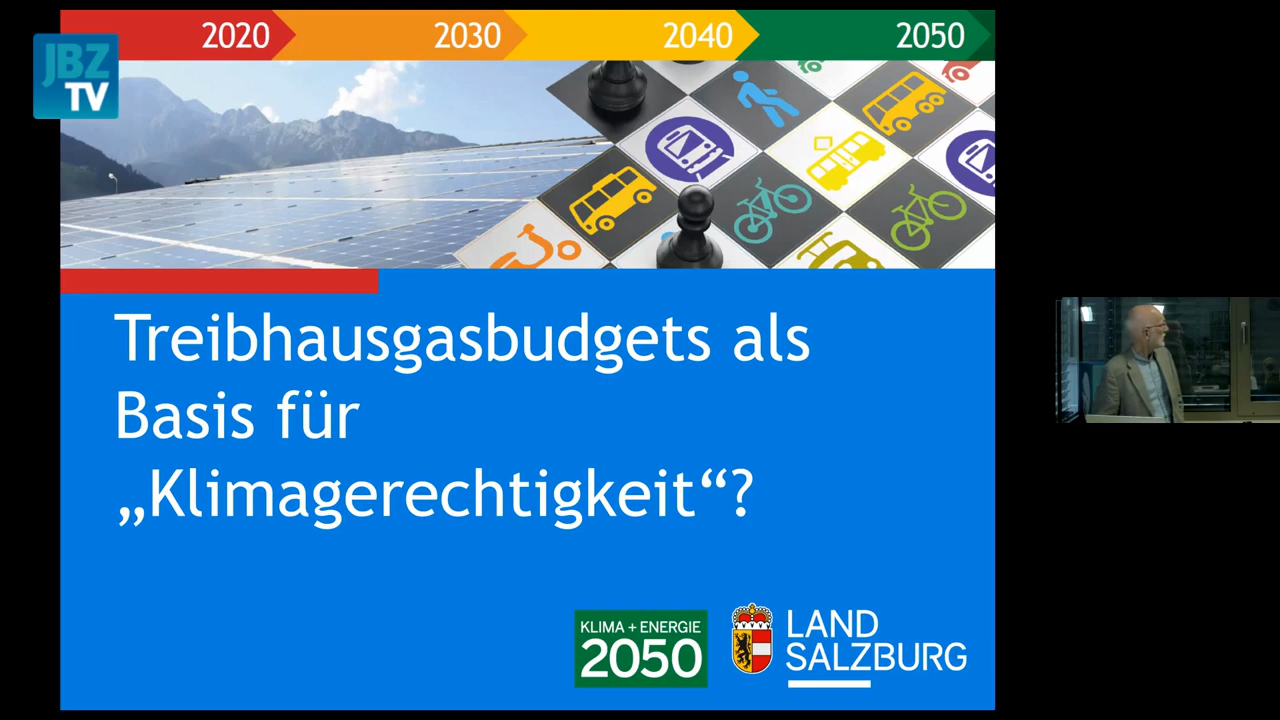 2020
2030
2040
2050
JBZ
TV
Treibhausgasbudgets als
Basis für
„Klimagerechtigkeit“?
KLIMA + ENERGIE
2050
LAND
SALZBURG